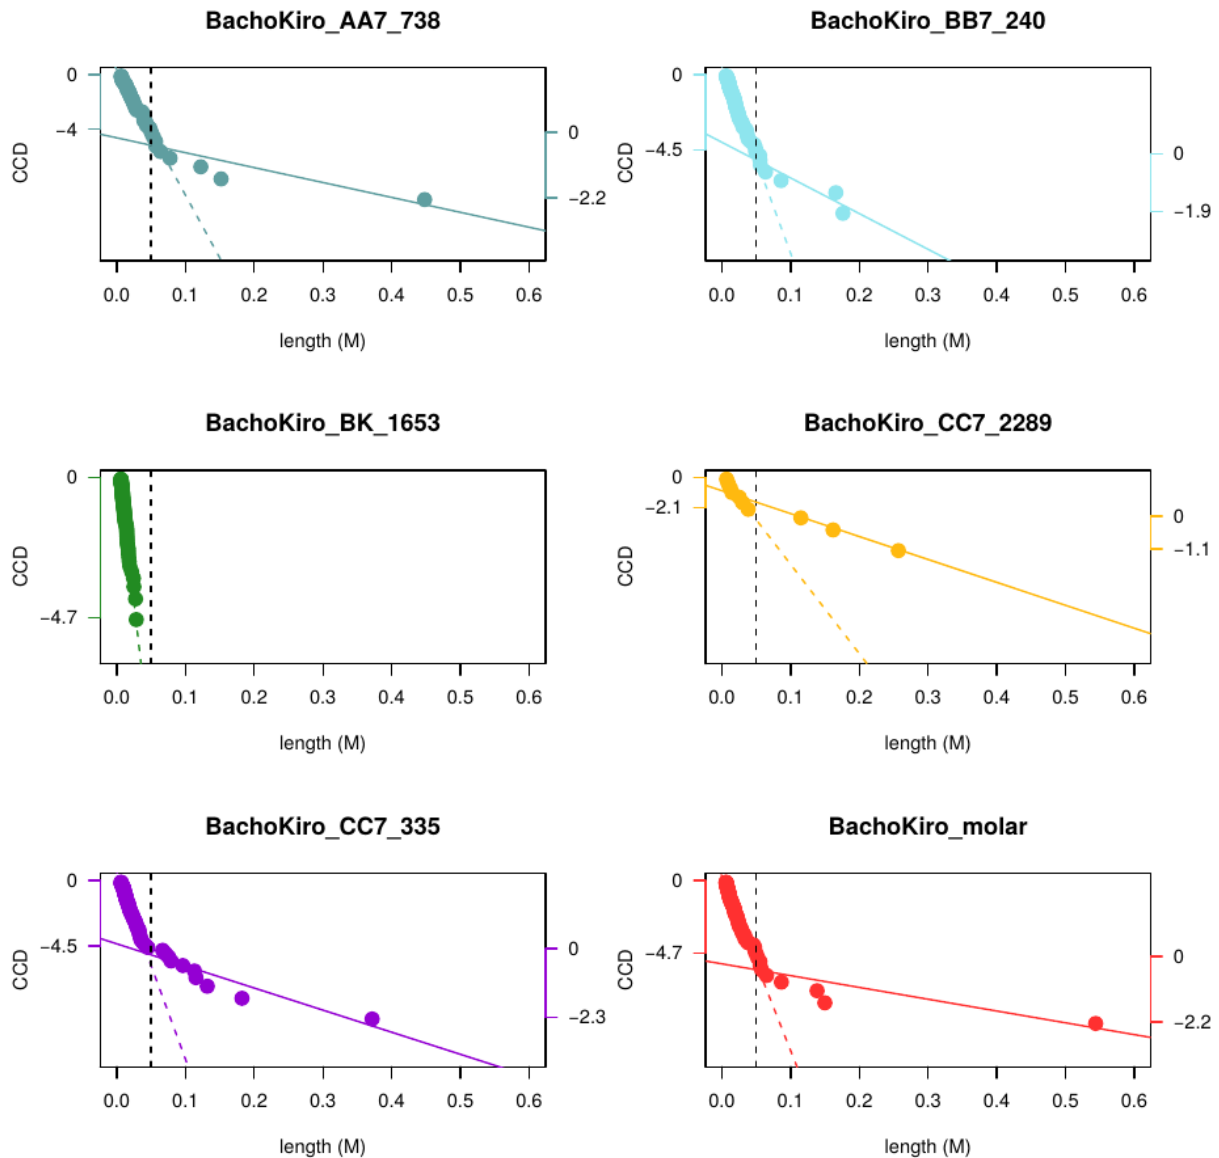 BachoKiro_AA7_738
BachoKiro_BB7_240
0
−4
CCD
0
−2.2
0.0 0.1 0.2 0.3 0.4 0.5 0.6
length (M)
0
−4.5
CCD
0
−1.9
0.0 0.1 0.2 0.3 0.4 0.5 0.6
length (M)
BachoKiro_BK_1653
BachoKiro_CC7_2289
0
−4.7
CCD
0.0 0.1 0.2 0.3 0.4 0.5 0.6
length (M)
0
−2.1
CCD
0
−1.1
0.0 0.1 0.2 0.3 0.4 0.5 0.6
length (M)
BachoKiro_CC7_335
BachoKiro_molar
0
−4.5
CCD
0
−2.3
0.0 0.1 0.2 0.3 0.4 0.5 0.6
length (M)
0
−4.7
CCD
0
−2.2
0.0 0.1 0.2 0.3 0.4 0.5 0.6
length (M)